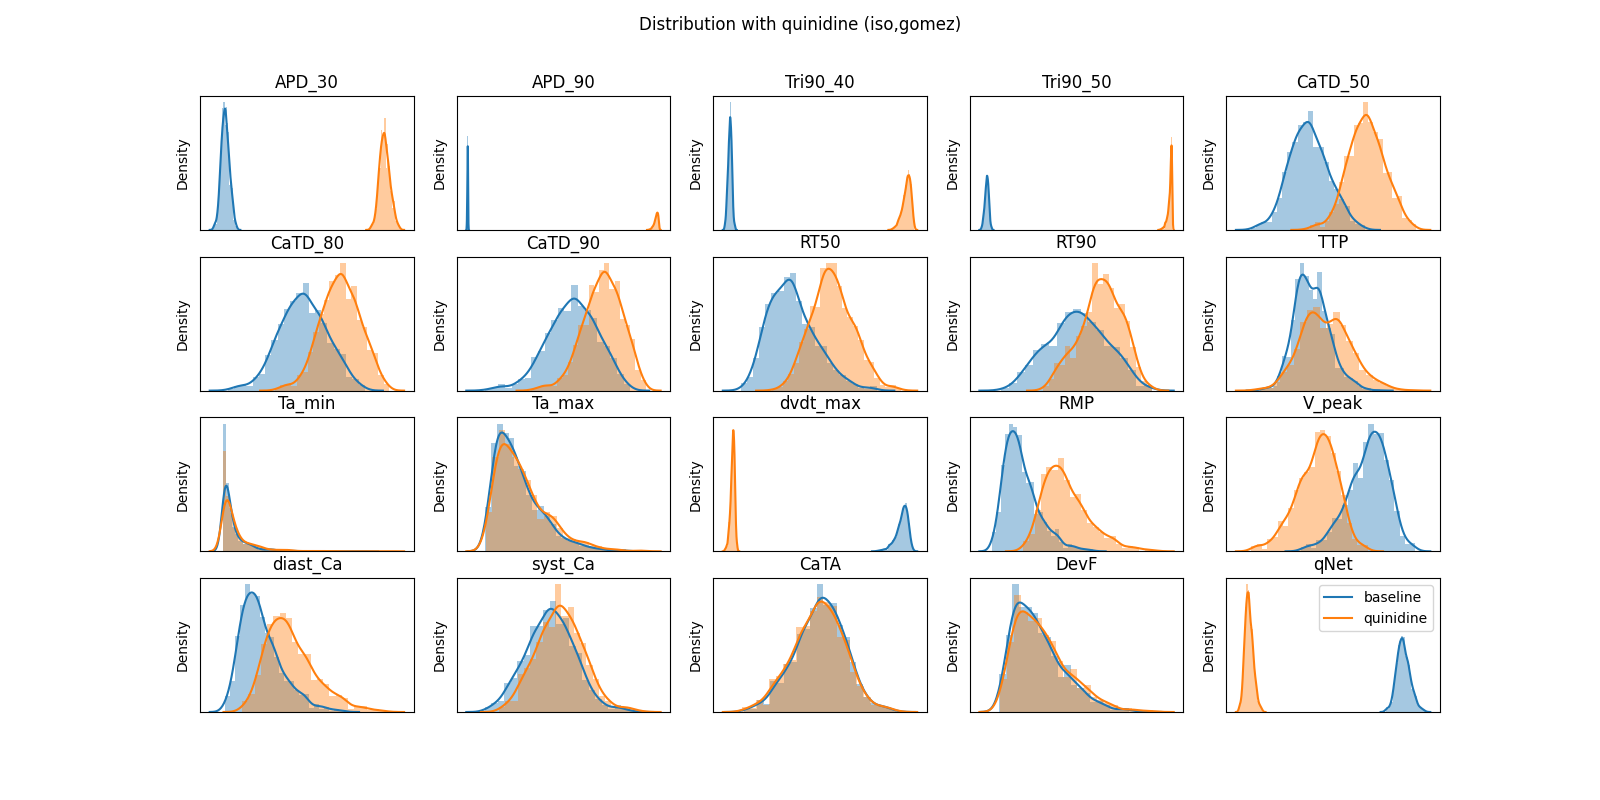 Distribution with quinidine (iso,gomez)
APD_30
APD_90
Tri90_40
Tri90_50
CaTD_50
Density
Density
Density
Density
Density
CaTD_80
CaTD_90
RT50
RT90
TTP
Density
Density
Density
Density
Density
Ta_min
Ta_max
dvdt_max
RMP
V_peak
Density
Density
Density
Density
Density
diast_Ca
syst_Ca
CaTA
DevF
qNet
Density
Density
Density
Density
Density
baseline
quinidine